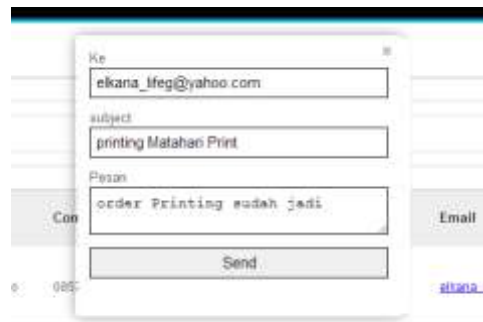 Ke
elkana_lifeg@yahoo.com
subject
printing Matahari Print
Pesan
order Printing sudah jadi
Send
Con
Email
elkana_